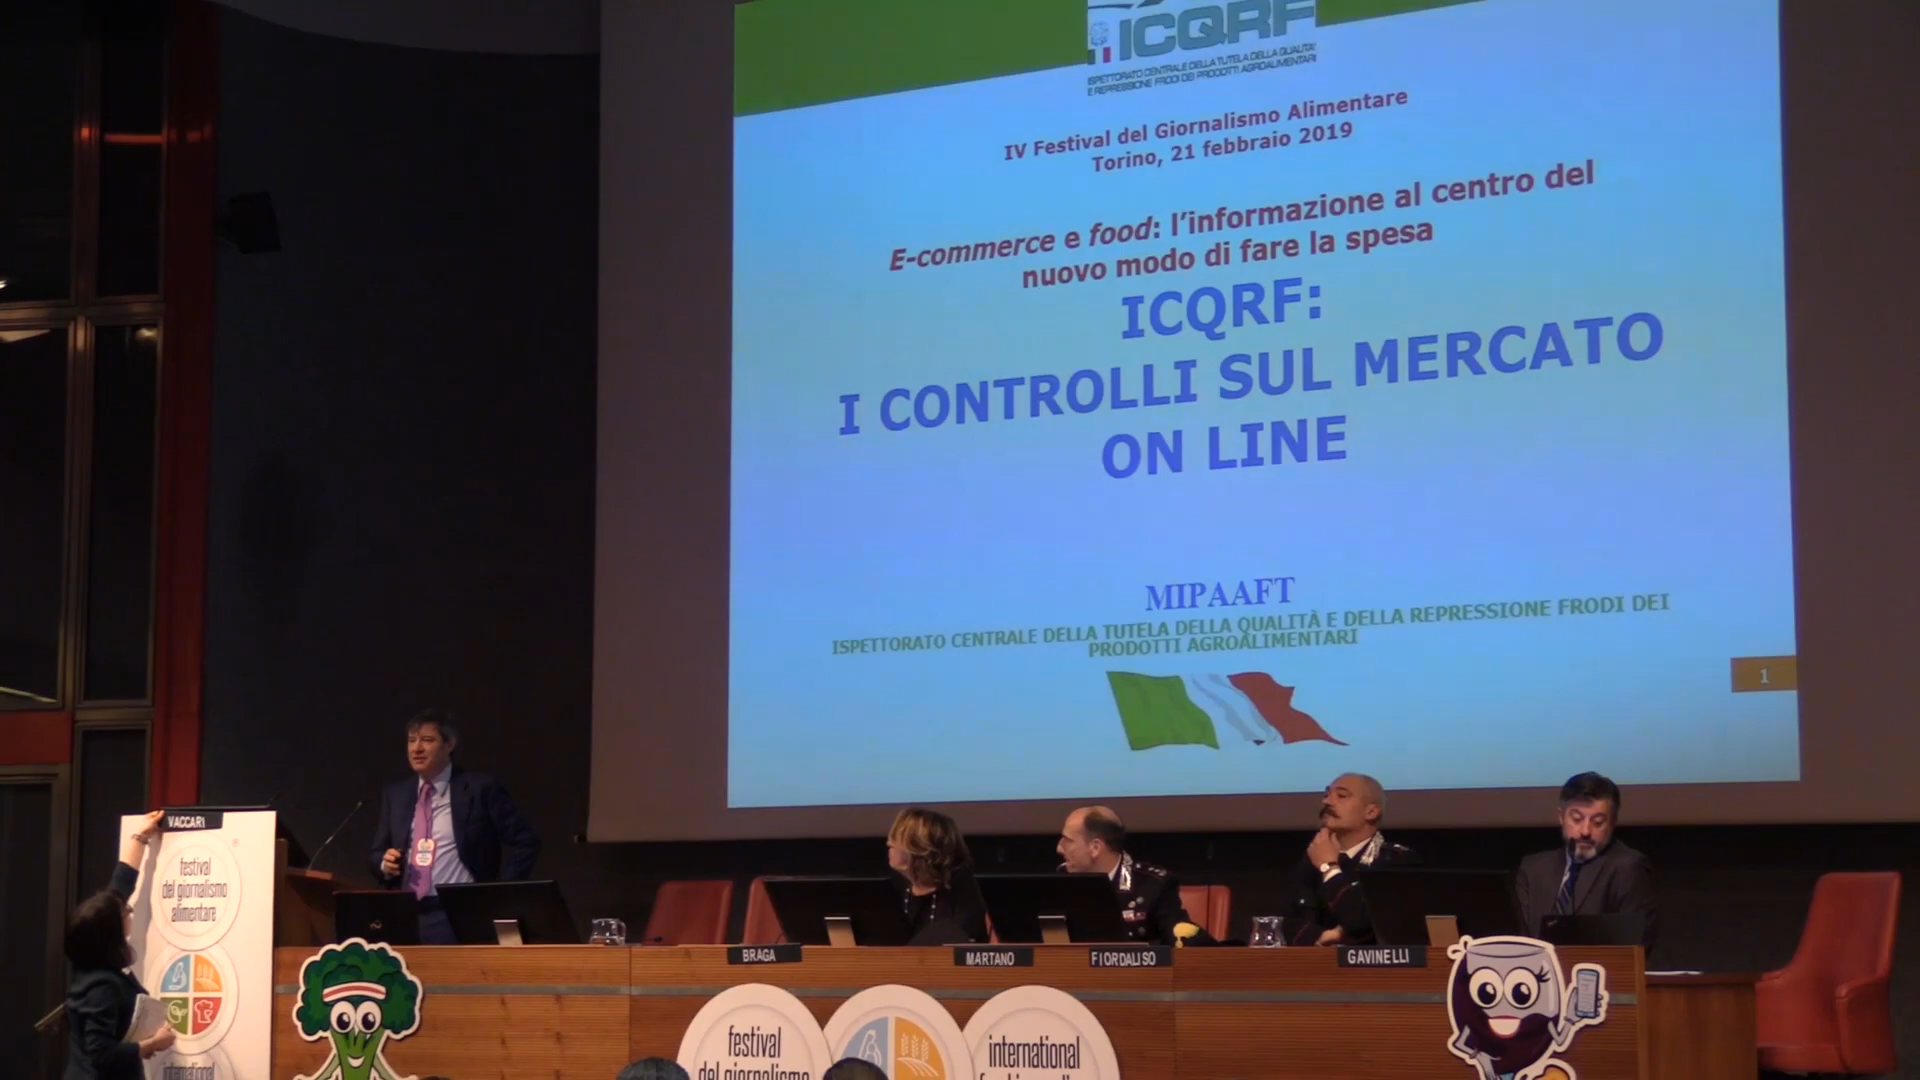 ICQRF
ISPETTORATO CENTRALE DELLA TUTELA DELLA QUALITA'
E REPRESSIONE FRODI DEI PRODOTTI AGROALIMENTARI
IV Festival del Giornalismo Alimentare
Torino, 21 febbraio 2019
E-commerce e food: l'informazione al centro del
nuovo modo di fare la spesa
ICQRF:
I CONTROLLI SUL MERCATO
ON LINE
MIPAAFT
ISPETTORATO CENTRALE DELLA TUTELA DELLA QUALITÀ E DELLA REPRESSIONE FRODI DEI
PRODOTTI AGROALIMENTARI
1
VACCARI
festival
del giornalismo
alimentare
international
BRAGA
MARTANO
FIORDALISO
GAVINELLI
festival
del giornalismo
international